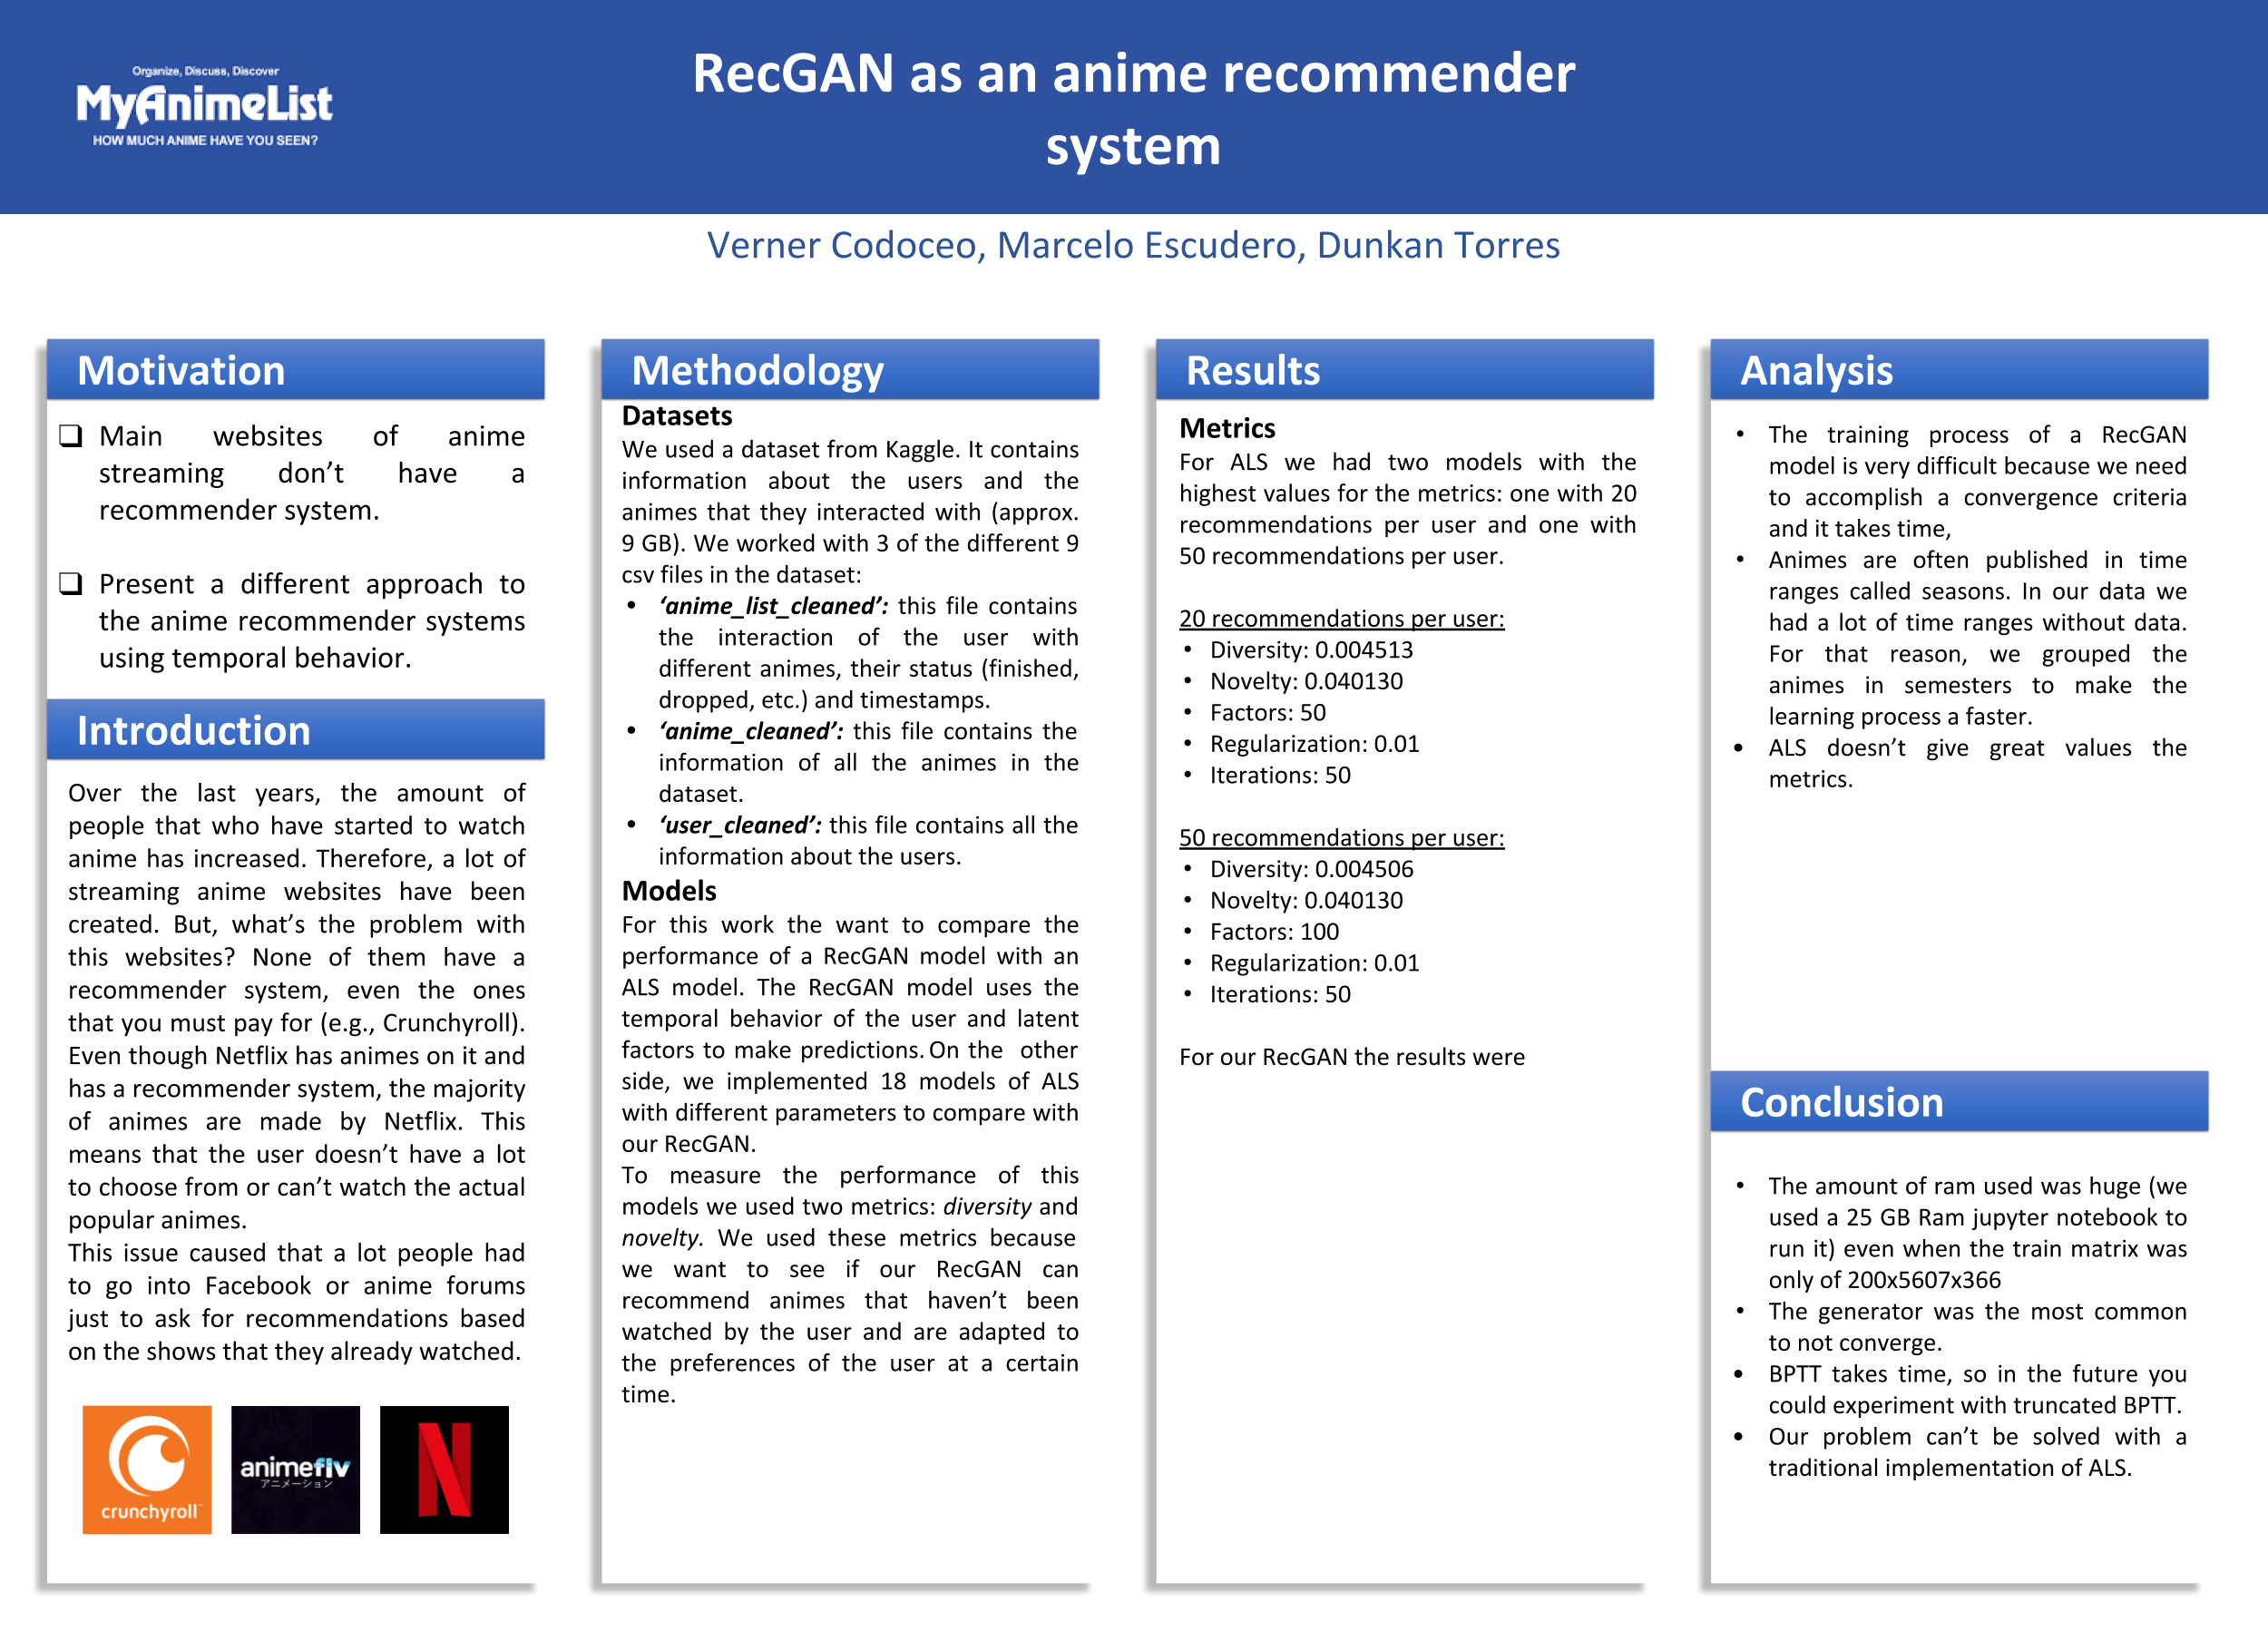 Organize, Discuss, Discover
MyAnimeList
HOW MUCH ANIME HAVE YOU SEEN?
RecGAN as an anime recommender
system
Verner Codoceo, Marcelo Escudero, Dunkan Torres
Motivation
❑ Main websites of anime
streaming don’t have a
recommender system.
❑ Present a different approach to
the anime recommender systems
using temporal behavior.
Introduction
Over the last years, the amount of
people that who have started to watch
anime has increased. Therefore, a lot of
streaming anime websites have been
created. But, what’s the problem with
this websites? None of them have a
recommender system, even the ones
that you must pay for (e.g., Crunchyroll).
Even though Netflix has animes on it and
has a recommender system, the majority
of animes are made by Netflix. This
means that the user doesn’t have a lot
to choose from or can’t watch the actual
popular animes.
This issue caused that a lot people had
to go into Facebook or anime forums
just to ask for recommendations based
on the shows that they already watched.
crunchyroll™
animeflv
アニメーション
N
Methodology
Datasets
We used a dataset from Kaggle. It contains
information about the users and the
animes that they interacted with (approx.
9 GB). We worked with 3 of the different 9
csv files in the dataset:
• ‘anime_list_cleaned’: this file contains
the interaction of the user with
different animes, their status (finished,
dropped, etc.) and timestamps.
• ‘anime_cleaned’: this file contains the
information of all the animes in the
dataset.
• ‘user_cleaned’: this file contains all the
information about the users.
Models
For this work the want to compare the
performance of a RecGAN model with an
ALS model. The RecGAN model uses the
temporal behavior of the user and latent
factors to make predictions. On the other
side, we implemented 18 models of ALS
with different parameters to compare with
our RecGAN.
To measure the performance of this
models we used two metrics: diversity and
novelty. We used these metrics because
we want to see if our RecGAN can
recommend animes that haven’t been
watched by the user and are adapted to
the preferences of the user at a certain
time.
Results
Metrics
For ALS we had two models with the
highest values for the metrics: one with 20
recommendations per user and one with
50 recommendations per user.
20 recommendations per user:
• Diversity: 0.004513
• Novelty: 0.040130
• Factors: 50
• Regularization: 0.01
• Iterations: 50
50 recommendations per user:
• Diversity: 0.004506
• Novelty: 0.040130
• Factors: 100
• Regularization: 0.01
• Iterations: 50
For our RecGAN the results were
Analysis
• The training process of a RecGAN
model is very difficult because we need
to accomplish a convergence criteria
and it takes time,
• Animes are often published in time
ranges called seasons. In our data we
had a lot of time ranges without data.
For that reason, we grouped the
animes in semesters to make the
learning process a faster.
• ALS doesn’t give great values the
metrics.
Conclusion
• The amount of ram used was huge (we
used a 25 GB Ram jupyter notebook to
run it) even when the train matrix was
only of 200x5607x366
• The generator was the most common
to not converge.
• BPTT takes time, so in the future you
could experiment with truncated BPTT.
• Our problem can’t be solved with a
traditional implementation of ALS.